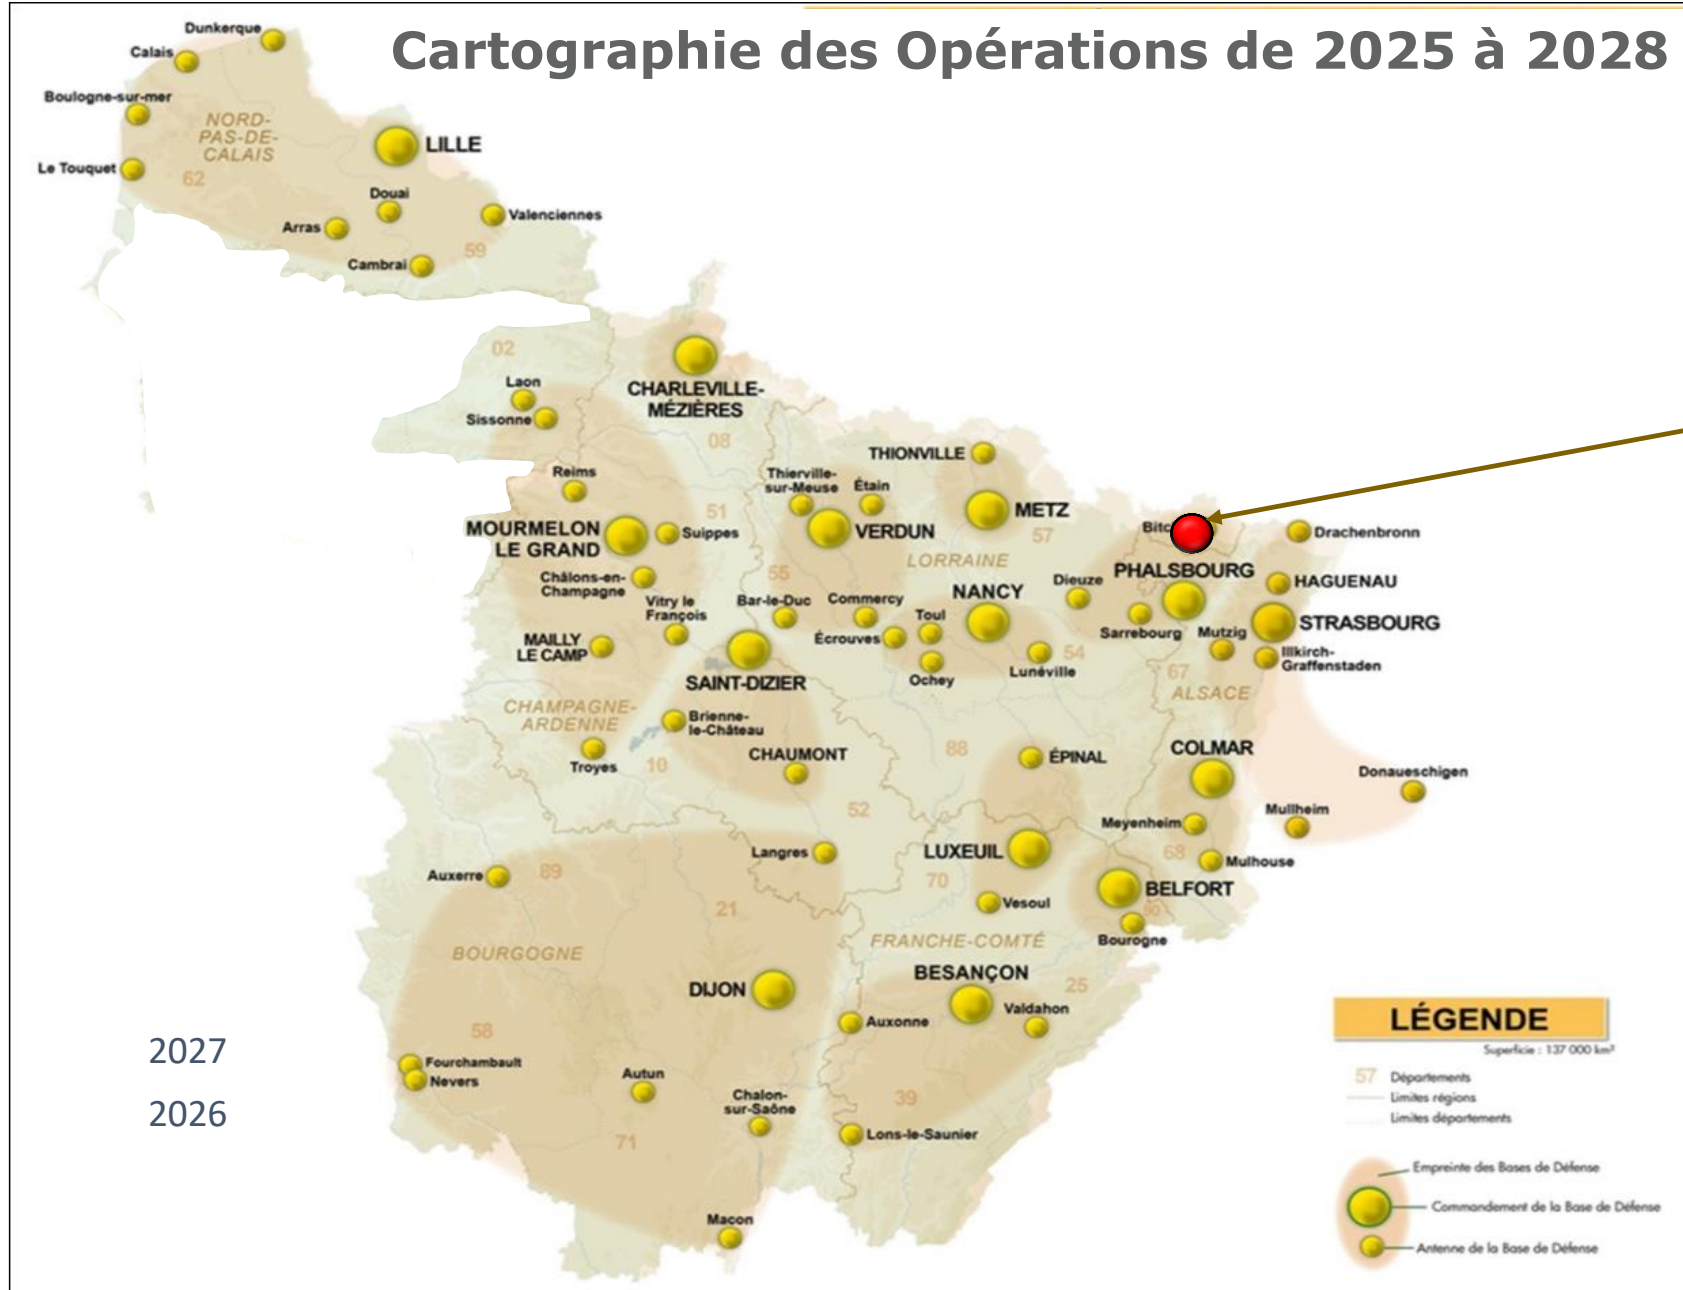 Cartographie des Opérations de 2025 à 2028
Dunkerque
Calais
Boulogne-sur-mer
NORD-
PAS-DE-
CALAIS
LILLE
Le Touquet
62
Douai
Valenciennes
Arras
59
Cambrai
02
Laon
CHARLEVILLE-
MÉZIÈRES
Sissonne
08
THIONVILLE
Reims
Thierville-
sur-Meuse
Étain
51
METZ
MOURMELON
LE GRAND
Suippes
VERDUN
57
Bitc
Drachenbronn
LORRAINE
PHALSBOURG
Châlons-en-
Champagne
55
Dieuze
HAGUENAU
Vitry le
François
Bar-le-Duc
Commercy
NANCY
Toul
STRASBOURG
Écrouves
Sarrebourg
Mutzig
MAILLY
LE CAMP
54
Illkirch-
Graffenstaden
SAINT-DIZIER
Ochey
Lunéville
67
ALSACE
CHAMPAGNE-
ARDENNE
Brienne-
le-Château
88
COLMAR
CHAUMONT
ÉPINAL
Troyes
10
Donaueschigen
52
Mullheim
Meyenheim
Langres
LUXEUIL
68
Mulhouse
Auxerre
89
70
BELFORT
Vesoul
21
90
Bourogne
BOURGOGNE
FRANCHE-COMTÉ
BESANÇON
DIJON
25
Valdahon
Auxonne
58
LÉGENDE
Superficie : 137 000 km²
2027
Fourchambault
Nevers
Autun
57 Départements
Limites régions
Limites départements
2026
Chalon-
sur-Saône
39
71
Lons-le-Saunier
Empreinte des Bases de Défense
Commandement de la Base de Défense
Macon
Antenne de la Base de Défense